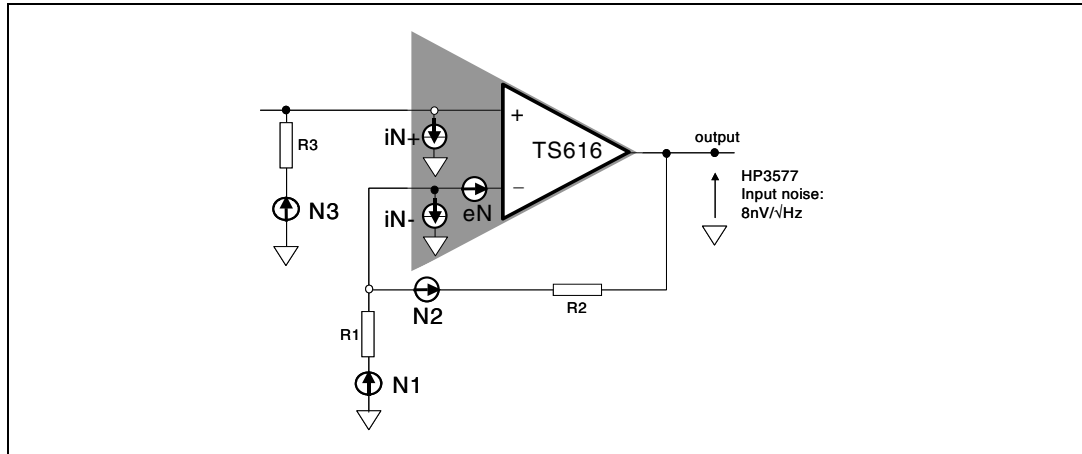 +
iN+
R3
TS616
output
HP3577
Input noise:
8nV/√Hz
−
eN
iN-
N3
N2
R2
R1
N1